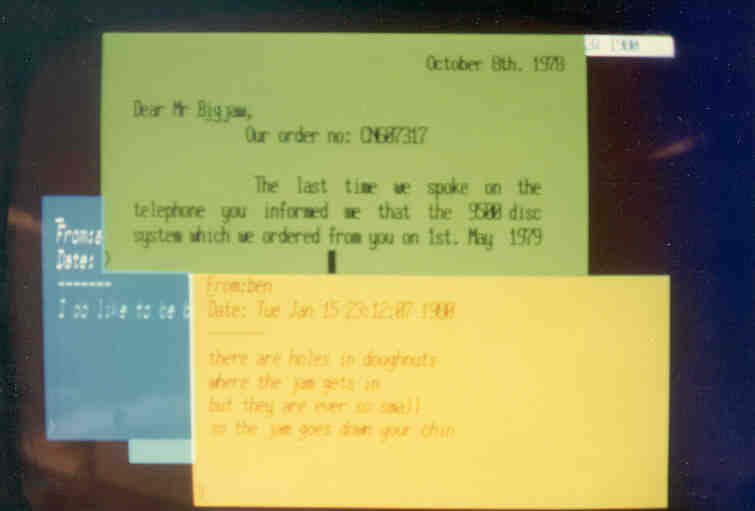 October 8th. 1978
Dear Mr Bigjaw,
Our order no: CN607317
The last time we spoke on the
telephone you informed me that the 9500 disc
system which we ordered from you on 1st. May 1979
From:
Date:
-------
I do like to be b
From:ben
Date: Tue Jan 15 23:12:07 1980
-------
there are holes in doughnuts
where the jam gets in
but they are ever so small
so the jam goes down your chin